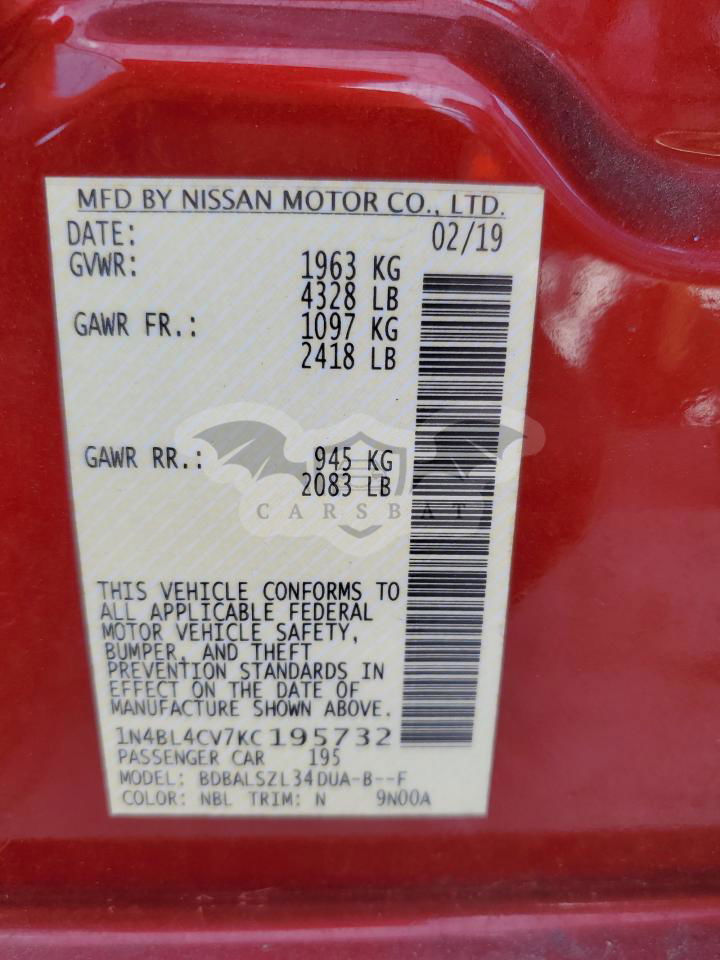 MFD BY NISSAN MOTOR CO., LTD.
DATE: 02/19
GVWR: 1963 KG
4328 LB
GAWR FR.: 1097 KG
2418 LB
GAWR RR.: 945 KG
2083 LB
CARSBAT
THIS VEHICLE CONFORMS TO
ALL APPLICABLE FEDERAL
MOTOR VEHICLE SAFETY,
BUMPER, AND THEFT
PREVENTION STANDARDS IN
EFFECT ON THE DATE OF
MANUFACTURE SHOWN ABOVE.
1N4BL4CV7KC195732
PASSENGER CAR 195
MODEL: BDBALSZL34DUA-B--F
COLOR: NBL TRIM: N 9N00A